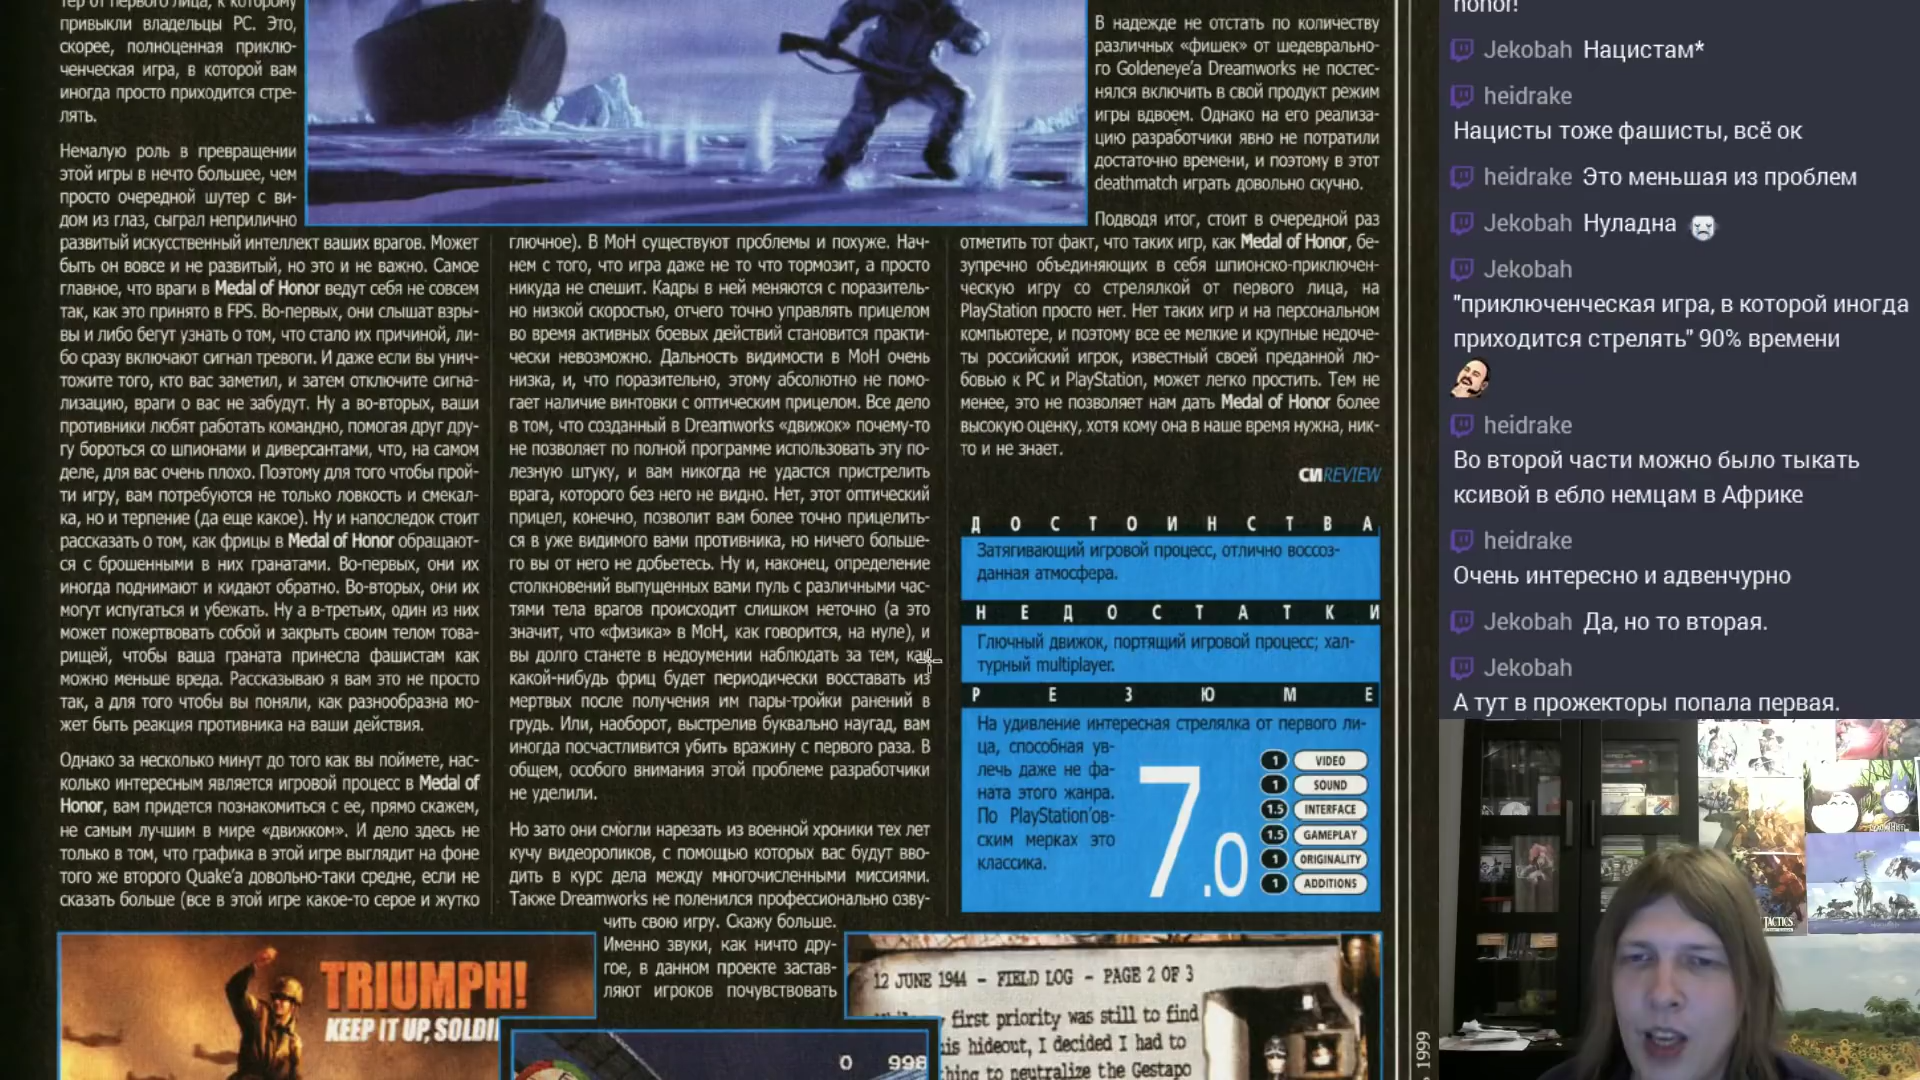 тер от первого лица, к которому
привыкли владельцы PC. Это,
скорее, полноценная приклю-
ченческая игра, в которой вам
иногда просто приходится стре-
лять.
Немалую роль в превращении
этой игры в нечто большее, чем
просто очередной шутер с ви-
дом из глаз, сыграл неприлично
развитый искусственный интеллект ваших врагов. Может
быть он вовсе и не развитый, но это и не важно. Самое
главное, что враги в Medal of Honor ведут себя не совсем
так, как это принято в FPS. Во-первых, они слышат взры-
вы и либо бегут узнать о том, что стало их причиной, ли-
бо сразу включают сигнал тревоги. И даже если вы унич-
тожите того, кто вас заметил, и затем отключите сигна-
лизацию, враги о вас не забудут. Ну а во-вторых, ваши
противники любят работать командно, помогая друг дру-
гу бороться со шпионами и диверсантами, что, на самом
деле, для вас очень плохо. Поэтому для того чтобы прой-
ти игру, вам потребуются не только ловкость и смекал-
ка, но и терпение (да еще какое). Ну и напоследок стоит
рассказать о том, как фрицы в Medal of Honor обращают-
ся с брошенными в них гранатами. Во-первых, они их
иногда поднимают и кидают обратно. Во-вторых, они их
могут испугаться и убежать. Ну а в-третьих, один из них
может пожертвовать собой и закрыть своим телом това-
рищей, чтобы ваша граната принесла фашистам как
можно меньше вреда. Рассказываю я вам это не просто
так, а для того чтобы вы поняли, как разнообразна мо-
жет быть реакция противника на ваши действия.
Однако за несколько минут до того как вы поймете, нас-
колько интересным является игровой процесс в Medal of
Honor, вам придется познакомиться с ее, прямо скажем,
не самым лучшим в мире «движком». И дело здесь не
только в том, что графика в этой игре выглядит на фоне
того же второго Quake'а довольно-таки средне, если не
сказать больше (все в этой игре какое-то серое и жутко
глючное). В MoH существуют проблемы и похуже. Нач-
нем с того, что игра даже не то что тормозит, а просто
никуда не спешит. Кадры в ней меняются с поразитель-
но низкой скоростью, отчего точно управлять прицелом
во время активных боевых действий становится практи-
чески невозможно. Дальность видимости в MoH очень
низка, и, что поразительно, этому абсолютно не помо-
гает наличие винтовки с оптическим прицелом. Все дело
в том, что созданный в Dreamworks «движок» почему-то
не позволяет по полной программе использовать эту по-
лезную штуку, и вам никогда не удастся пристрелить
врага, которого без него не видно. Нет, этот оптический
прицел, конечно, позволит вам более точно прицелить-
ся в уже видимого вами противника, но ничего больше-
го вы от него не добьетесь. Ну и, наконец, определение
столкновений выпущенных вами пуль с различными час-
тями тела врагов происходит слишком неточно (а это
значит, что «физика» в MoH, как говорится, на нуле), и
вы долго станете в недоумении наблюдать за тем, как
какой-нибудь фриц будет периодически восставать из
мертвых после получения им пары-тройки ранений в
грудь. Или, наоборот, выстрелив буквально наугад, вам
иногда посчастливится убить вражину с первого раза. В
общем, особого внимания этой проблеме разработчики
не уделили.
Но зато они смогли нарезать из военной хроники тех лет
кучу видеороликов, с помощью которых вас будут вво-
дить в курс дела между многочисленными миссиями.
Также Dreamworks не поленился профессионально озву-
чить свою игру. Скажу больше.
Именно звуки, как ничто дру-
гое, в данном проекте застав-
ляют игроков почувствовать
В надежде не отстать по количеству
различных «фишек» от шедеврально-
го Goldeneye'а Dreamworks не постес-
нялся включить в свой продукт режим
игры вдвоем. Однако на его реализа-
цию разработчики явно не потратили
достаточно времени, и поэтому в этот
deathmatch играть довольно скучно.
Подводя итог, стоит в очередной раз
отметить тот факт, что таких игр, как Medal of Honor, бе-
зупречно объединяющих в себя шпионско-приключен-
ческую игру со стрелялкой от первого лица, на
PlayStation просто нет. Нет таких игр и на персональном
компьютере, и поэтому все ее мелкие и крупные недоче-
ты российский игрок, известный своей преданной лю-
бовью к PC и PlayStation, может легко простить. Тем не
менее, это не позволяет нам дать Medal of Honor более
высокую оценку, хотя кому она в наше время нужна, ник-
то и не знает.
СИREVIEW
ДОСТОИНСТВА
Затягивающий игровой процесс, отлично воссоз-
данная атмосфера.
НЕДОСТАТКИ
Глючный движок, портящий игровой процесс; хал-
турный multiplayer.
РЕЗЮМЕ
На удивление интересная стрелялка от первого ли-
ца, способная ув-
лечь даже не фа-
ната этого жанра.
По PlayStation'ов-
ским меркам это
классика.
7.0
1 VIDEO
1 SOUND
1.5 INTERFACE
1.5 GAMEPLAY
1 ORIGINALITY
1 ADDITIONS
TRIUMPH!
KEEP IT UP, SOLDI
0 998
12 JUNE 1944 - FIELD LOG - PAGE 2 OF 3
first priority was still to find
his hideout, I decided I had to
thing to neutralize the Gestapo
1999
honor!
Jekobah Нацистам*
heidrake
Нацисты тоже фашисты, всё ок
heidrake Это меньшая из проблем
Jekobah Нуладна
Jekobah
"приключенческая игра, в которой иногда
приходится стрелять" 90% времени
heidrake
Во второй части можно было тыкать
ксивой в ебло немцам в Африке
heidrake
Очень интересно и адвенчурно
Jekobah Да, но то вторая.
Jekobah
А тут в прожекторы попала первая.
TACTICS